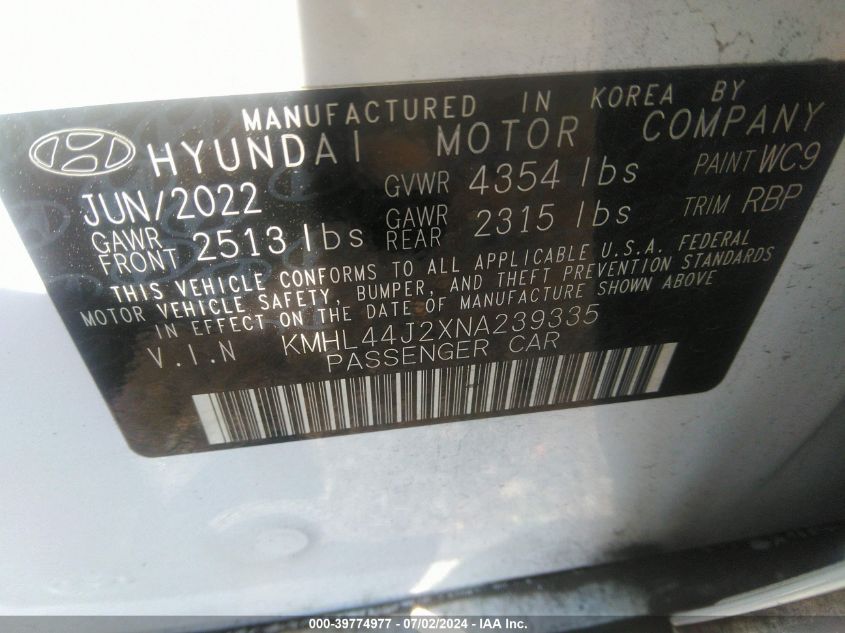 MANUFACTURED IN KOREA BY
HYUNDAI MOTOR COMPANY
JUN/2022 GVWR 4354 lbs PAINT WC9
GAWR FRONT 2513 lbs GAWR REAR 2315 lbs TRIM RBP
THIS VEHICLE CONFORMS TO ALL APPLICABLE U.S.A. FEDERAL
MOTOR VEHICLE SAFETY, BUMPER, AND THEFT PREVENTION STANDARDS
IN EFFECT ON THE DATE OF MANUFACTURE SHOWN ABOVE
V.I.N KMHL44J2XNA239335
PASSENGER CAR
000-39774977 - 07/02/2024 - IAA Inc.